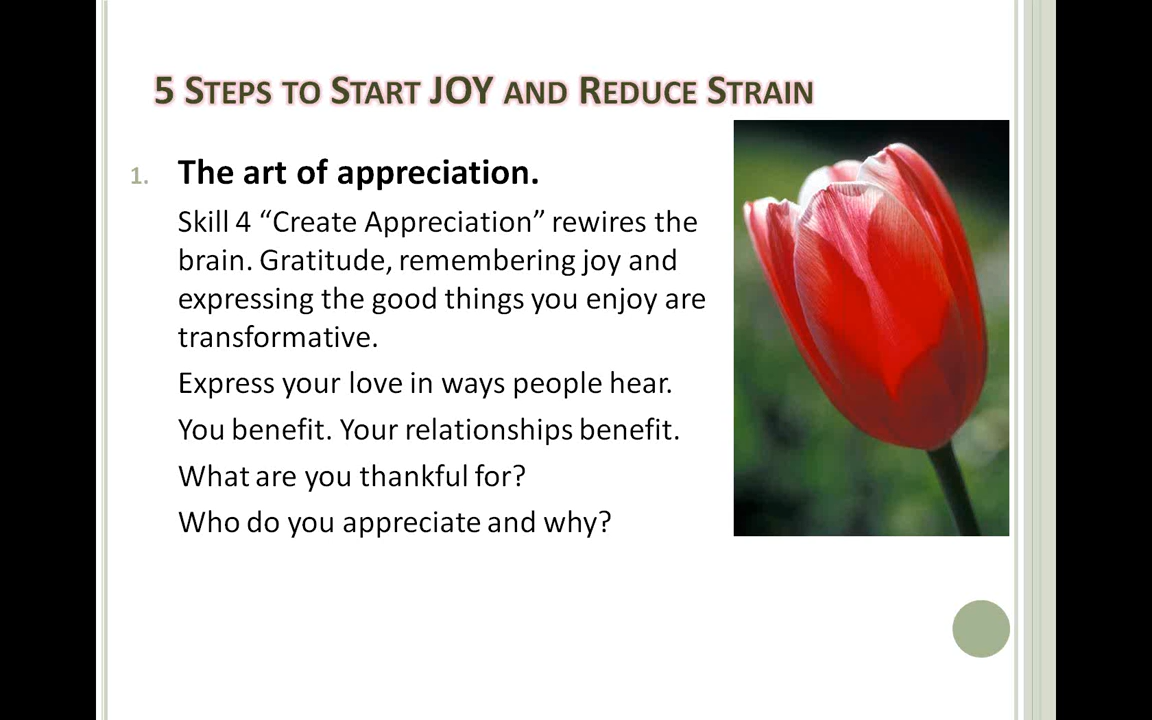 5 Steps to Start JOY and Reduce Strain
1. The art of appreciation.
Skill 4 “Create Appreciation” rewires the
brain. Gratitude, remembering joy and
expressing the good things you enjoy are
transformative.
Express your love in ways people hear.
You benefit. Your relationships benefit.
What are you thankful for?
Who do you appreciate and why?